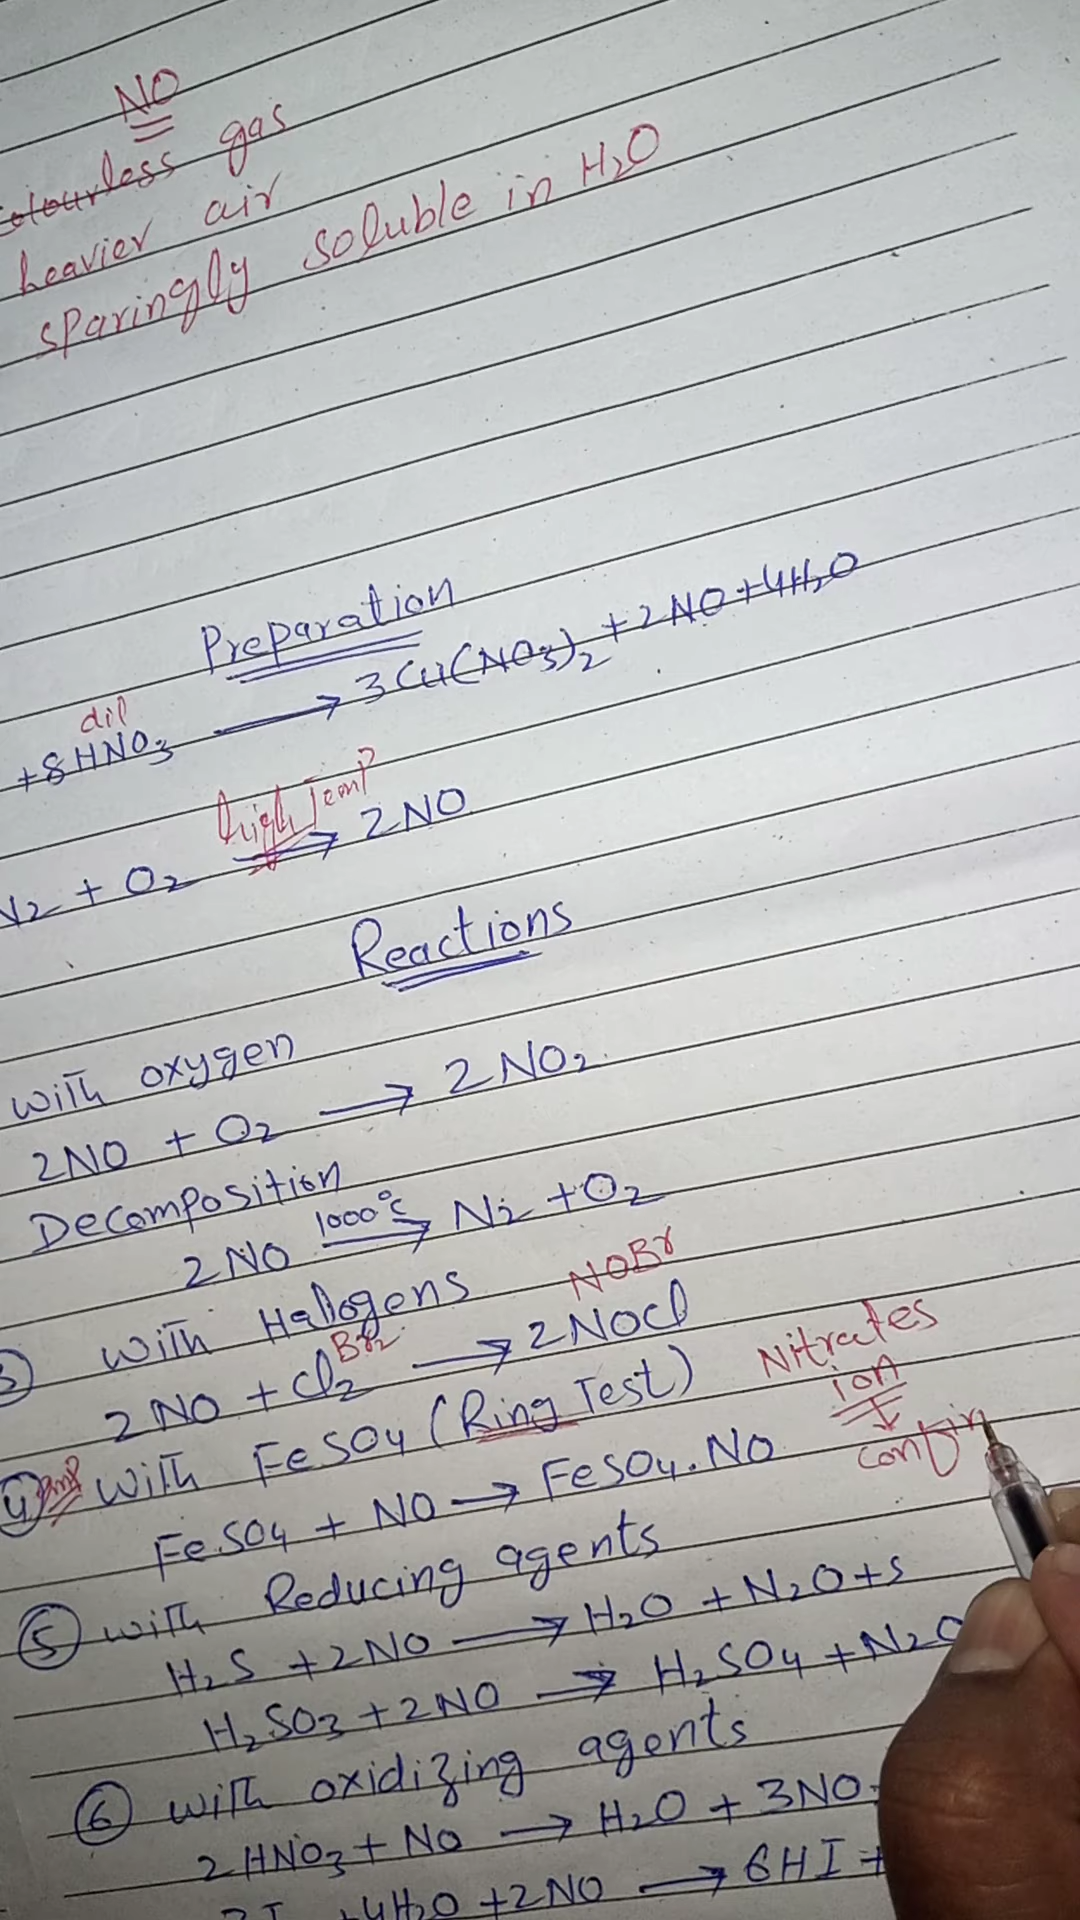 NO
colourless gas
heavier air
sparingly soluble in H₂O
Preparation
dil
+8HNO₃ → 3Cu(NO₃)₂ + 2NO + 4H₂O
high Temp
N₂ + O₂ → 2NO
Reactions
with oxygen
2NO + O₂ → 2NO₂
Decomposition
1000°C
2NO → N₂ + O₂
3 with Hallogens NOBr
Br₂
2NO + Cl₂ → 2NOCl
4 Imp with FeSO₄ (Ring Test) Nitrates
ion
FeSO₄ + NO → FeSO₄.NO confirm
5 with Reducing agents
H₂S + 2NO → H₂O + N₂O + S
H₂SO₃ + 2NO → H₂SO₄ + N₂O
6 with oxidizing agents
2HNO₃ + NO → H₂O + 3NO
+4H₂O + 2NO → 6HI +